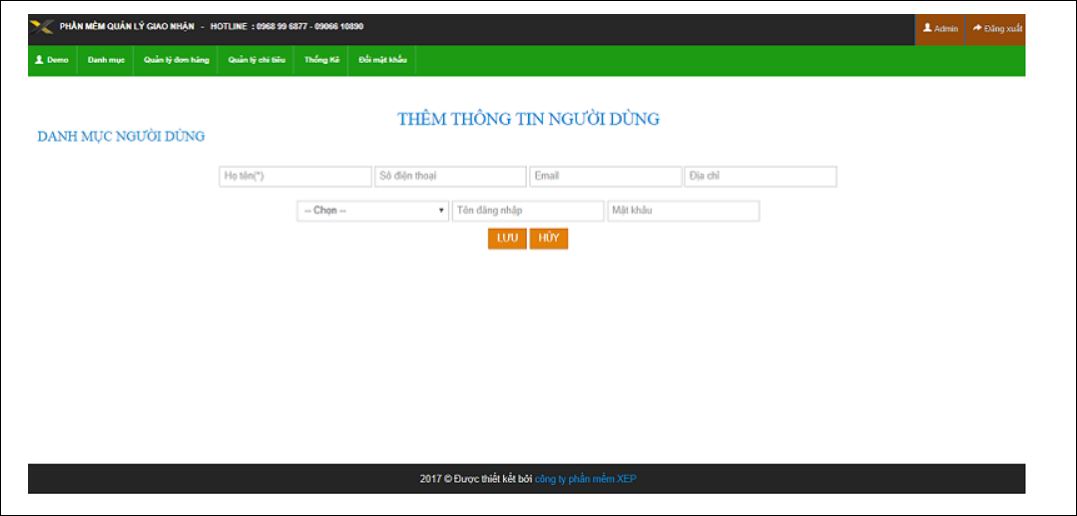 PHẦN MỀM QUẢN LÝ GIAO NHẬN - HOTLINE : 0968 99 6877 - 09066 10890 Admin Đăng xuất
Demo Danh mục Quản lý đơn hàng Quản lý chi tiêu Thống Kê Đổi mật khẩu
THÊM THÔNG TIN NGƯỜI DÙNG
DANH MỤC NGƯỜI DÙNG
Họ tên(*) Số điện thoại Email Địa chỉ
-- Chọn -- Tên đăng nhập Mật khẩu
LƯU HỦY
2017 © Được thiết kết bởi công ty phần mềm XEP